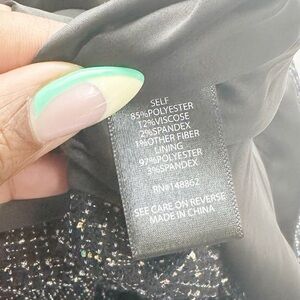 SELF
85%POLYESTER
12%VISCOSE
2%SPANDEX
1%OTHER FIBER
LINING
97%POLYESTER
3%SPANDEX
RN#148862
SEE CARE ON REVERSE
MADE IN CHINA